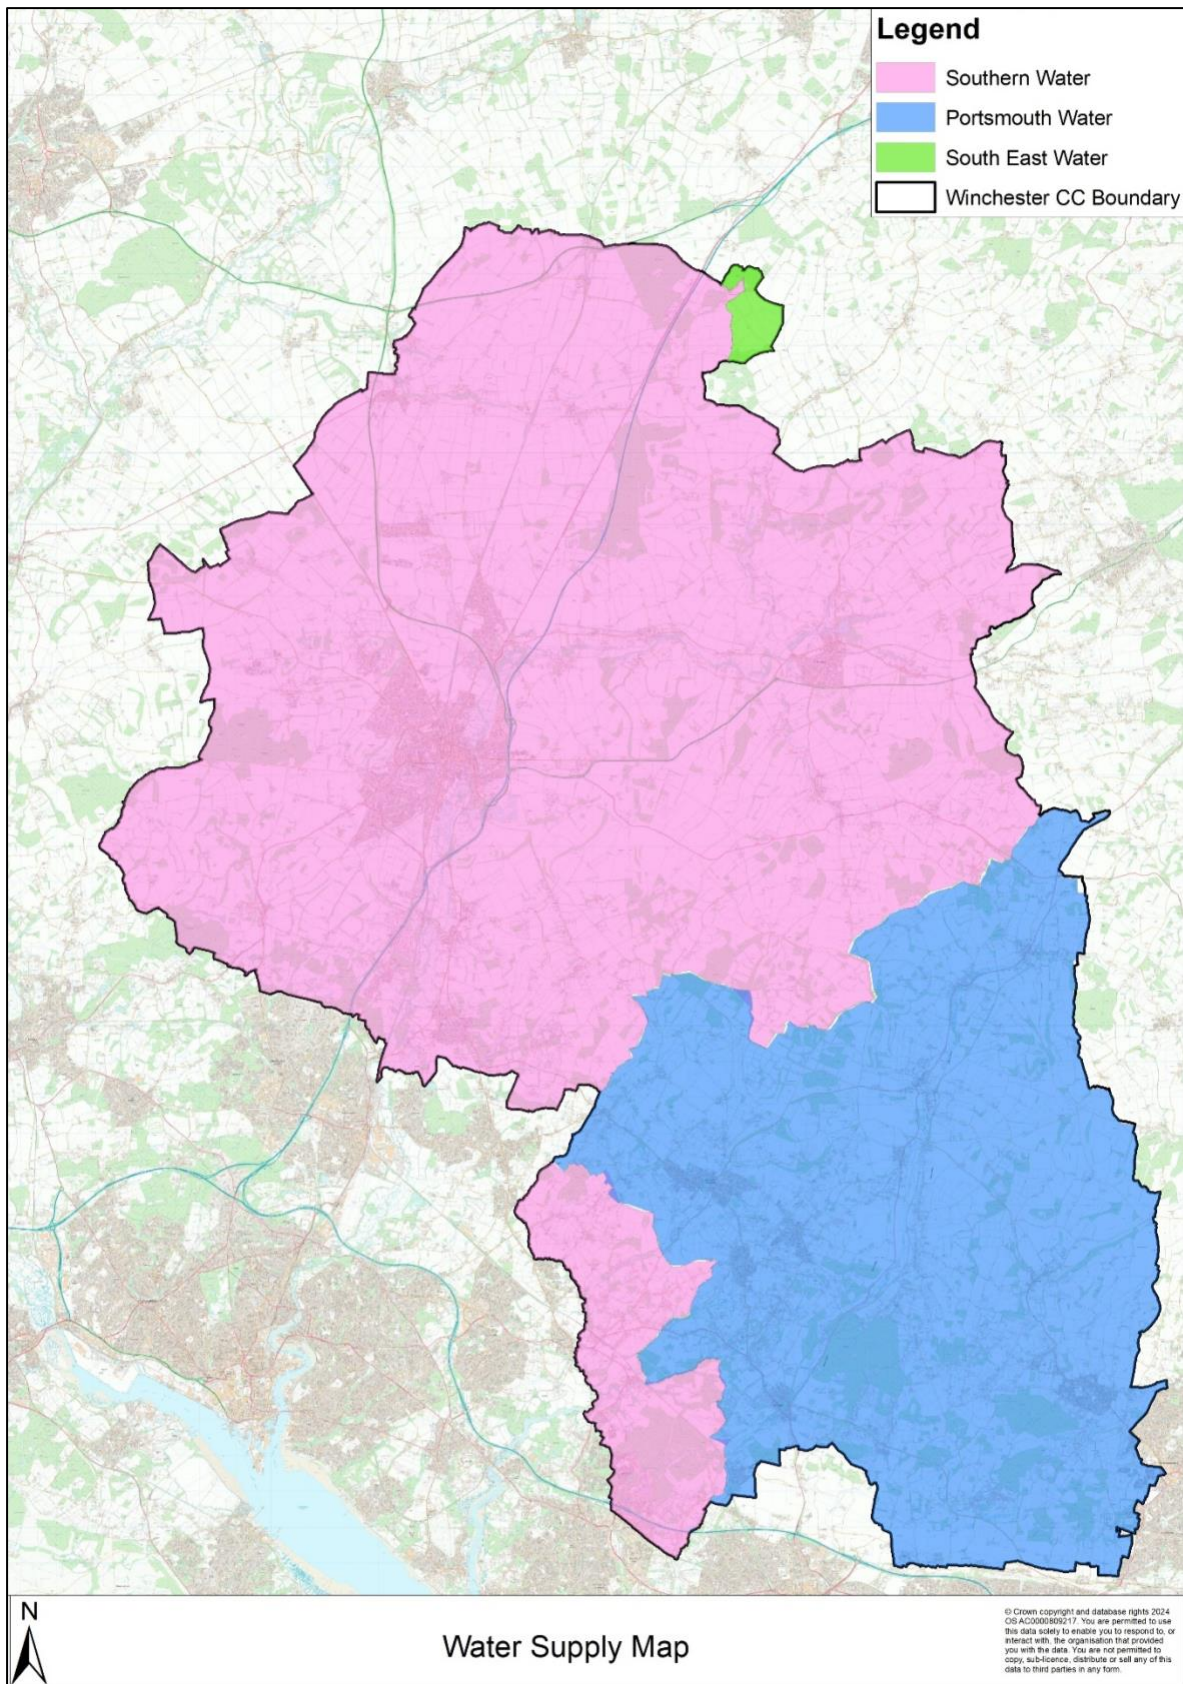 Legend
Southern Water
Portsmouth Water
South East Water
Winchester CC Boundary
N
Water Supply Map
© Crown copyright and database rights 2024
OS AC0000809217. You are permitted to use
this data solely to enable you to respond to, or
interact with, the organisation that provided
you with the data. You are not permitted to
copy, sub-licence, distribute or sell any of this
data to third parties in any form.